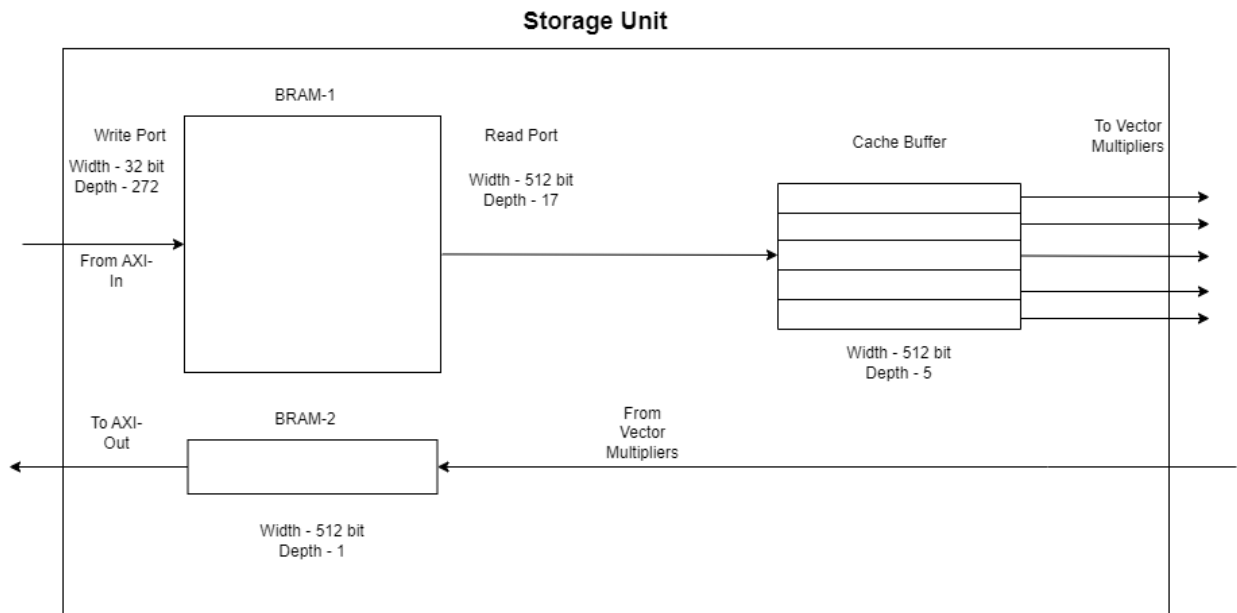 Storage Unit
BRAM-1
Write Port
Width - 32 bit
Depth - 272
From AXI-
In
Read Port
Width - 512 bit
Depth - 17
Cache Buffer
Width - 512 bit
Depth - 5
To Vector
Multipliers
To AXI-
Out
BRAM-2
Width - 512 bit
Depth - 1
From
Vector
Multipliers